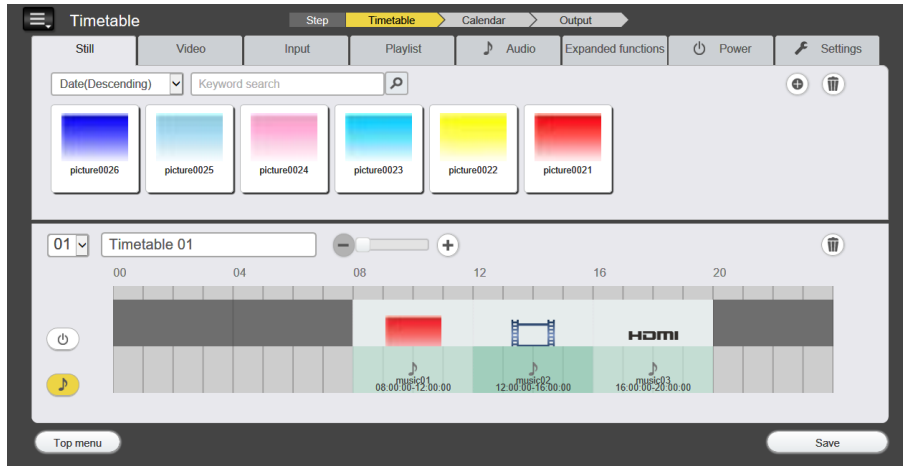 Timetable
Step Timetable Calendar Output
Still Video Input Playlist Audio Expanded functions Power Settings
Date(Descending) Keyword search
picture0026 picture0025 picture0024 picture0023 picture0022 picture0021
01 Timetable 01
00 04 08 12 16 20
HDMI
music01 music02 music03
08:00:00-12:00:00 12:00:00-16:00:00 16:00:00-20:00:00
Top menu Save